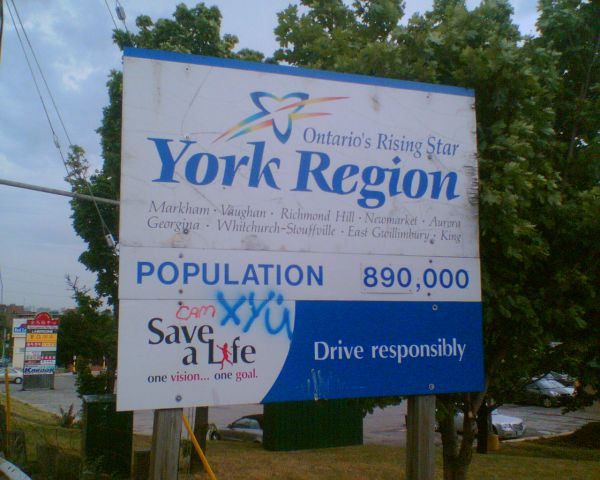 Ontario's Rising Star
York Region
Markham · Vaughan · Richmond Hill · Newmarket · Aurora
Georgina · Whitchurch-Stouffville · East Gwillimbury · King
POPULATION 890,000
CAM XYÜ
Save
a Life
one vision... one goal.
Drive responsibly